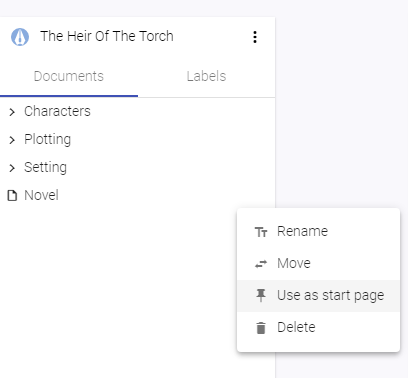 The Heir Of The Torch
Documents
Labels
Characters
Plotting
Setting
Novel
Rename
Move
Use as start page
Delete